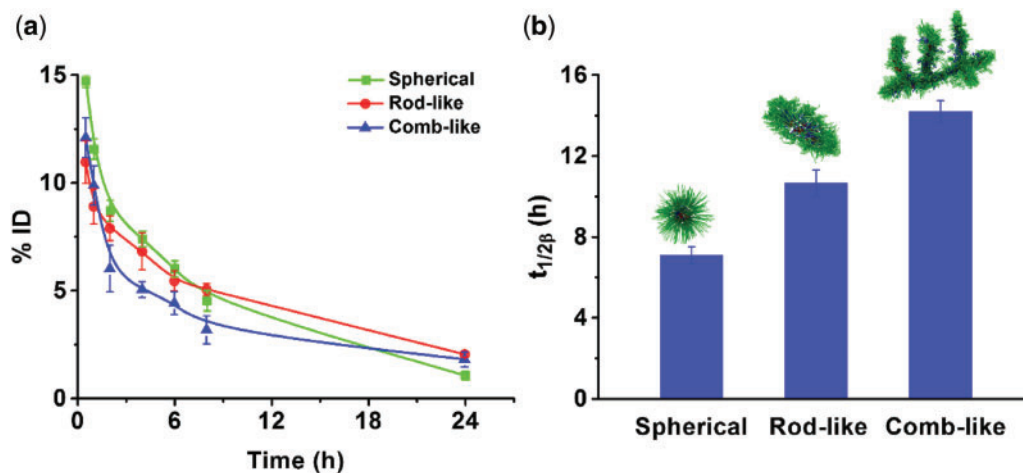 (a)
15
10
5
0
% ID
Spherical
Rod-like
Comb-like
0 6 12 18 24
Time (h)
(b)
16
12
8
4
0
t1/2β (h)
Spherical Rod-like Comb-like